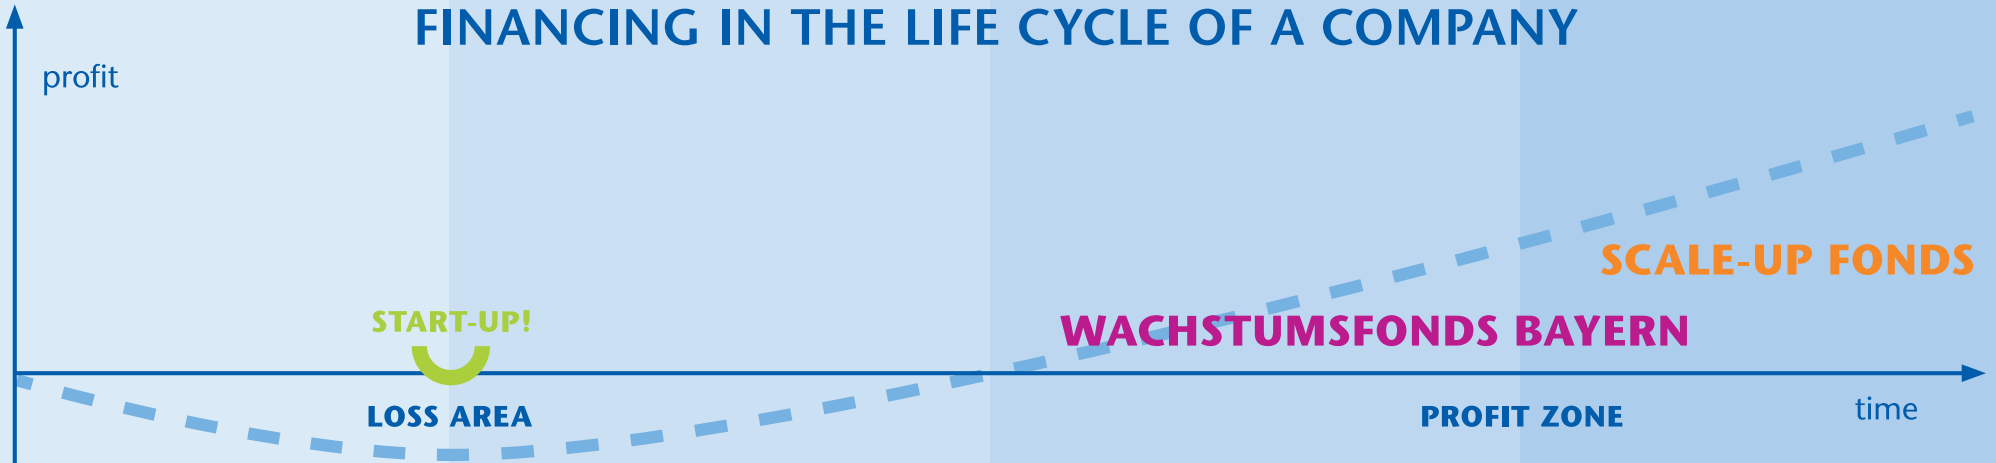 FINANCING IN THE LIFE CYCLE OF A COMPANY
profit
SCALE-UP FONDS
START-UP!
WACHSTUMSFONDS BAYERN
LOSS AREA
PROFIT ZONE
time